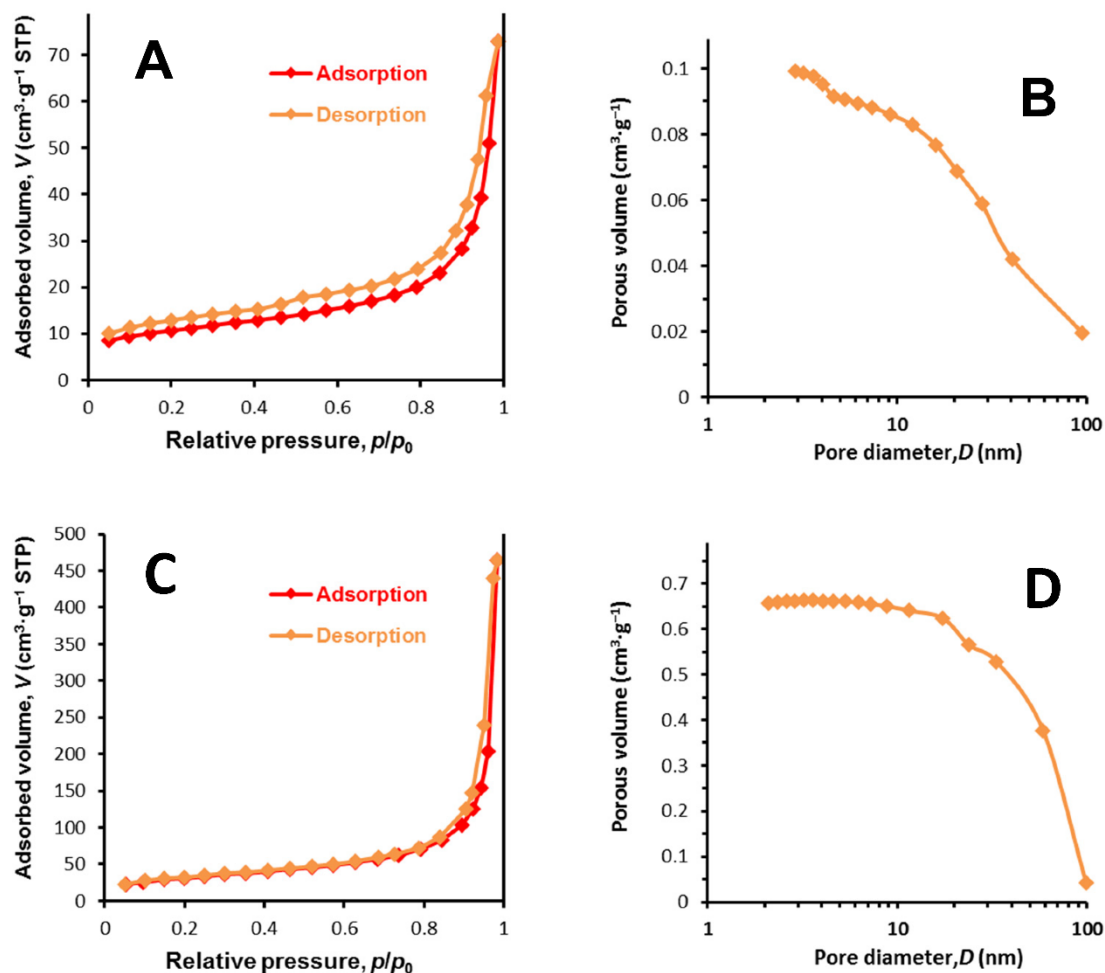 A
Adsorption
Desorption
Adsorbed volume, V (cm³·g⁻¹ STP)
70
60
50
40
30
20
10
0
0 0.2 0.4 0.6 0.8 1
Relative pressure, p/p₀
B
Porous volume (cm³·g⁻¹)
0.1
0.08
0.06
0.04
0.02
0
1 10 100
Pore diameter,D (nm)
C
Adsorption
Desorption
Adsorbed volume, V (cm³·g⁻¹ STP)
500
450
400
350
300
250
200
150
100
50
0
0 0.2 0.4 0.6 0.8 1
Relative pressure, p/p₀
D
Porous volume (cm³·g⁻¹)
0.7
0.6
0.5
0.4
0.3
0.2
0.1
0
1 10 100
Pore diameter,D (nm)